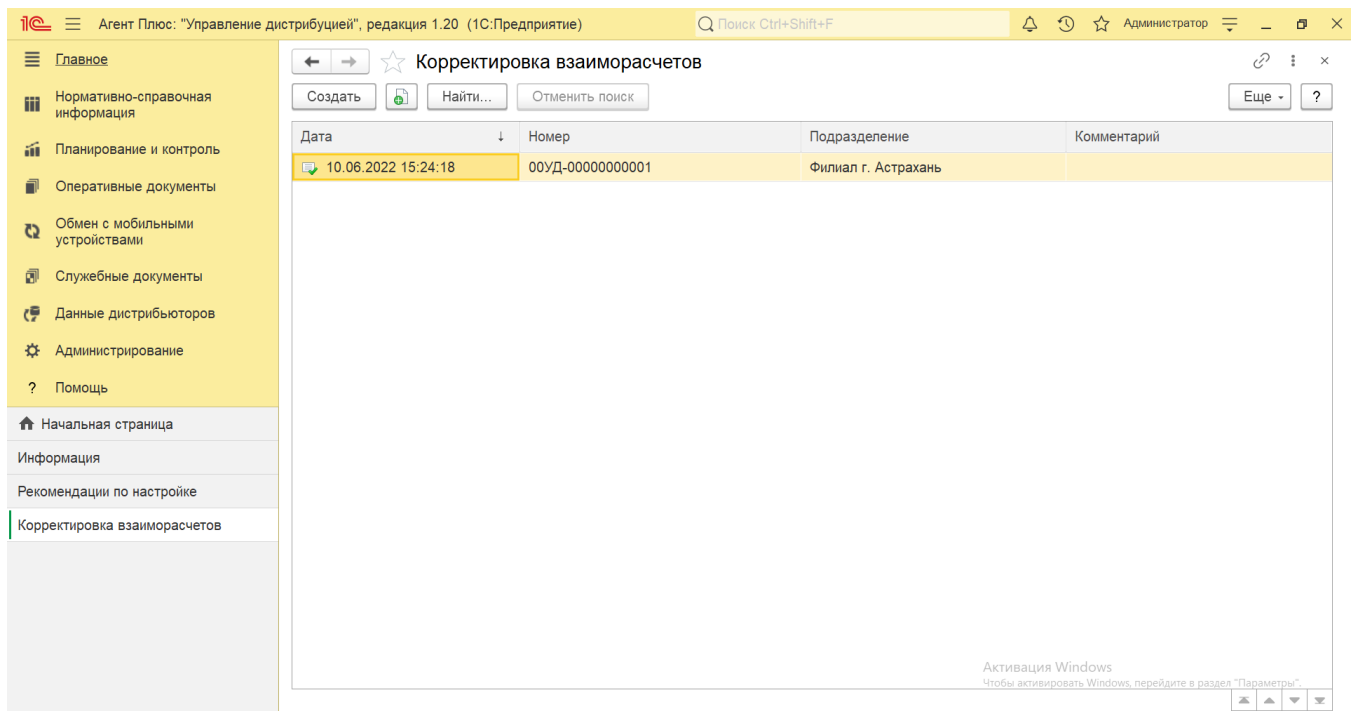 Агент Плюс: "Управление дистрибуцией", редакция 1.20 (1С:Предприятие)
Поиск Ctrl+Shift+F
Администратор
Главное
Нормативно-справочная
информация
Планирование и контроль
Оперативные документы
Обмен с мобильными
устройствами
Служебные документы
Данные дистрибьюторов
Администрирование
? Помощь
Начальная страница
Информация
Рекомендации по настройке
Корректировка взаиморасчетов
Корректировка взаиморасчетов
Создать Найти... Отменить поиск Еще ?
Дата ↓ Номер Подразделение Комментарий
10.06.2022 15:24:18 00УД-00000000001 Филиал г. Астрахань
Активация Windows
Чтобы активировать Windows, перейдите в раздел "Параметры".